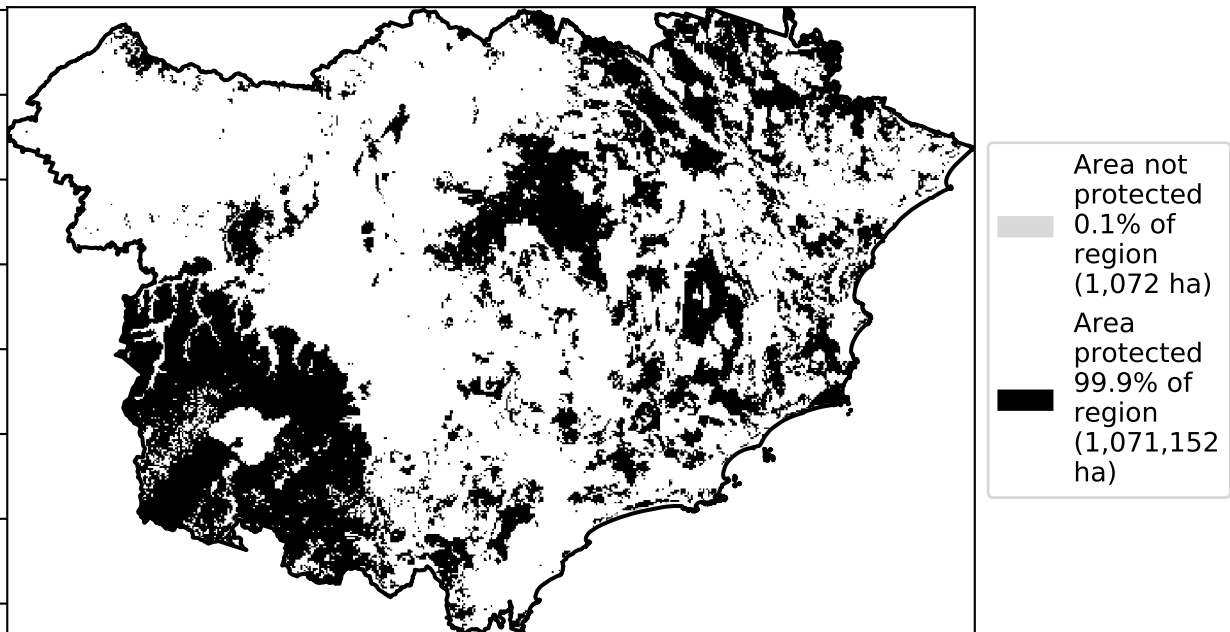 Area not
protected
0.1% of
region
(1,072 ha)
Area
protected
99.9% of
region
(1,071,152
ha)